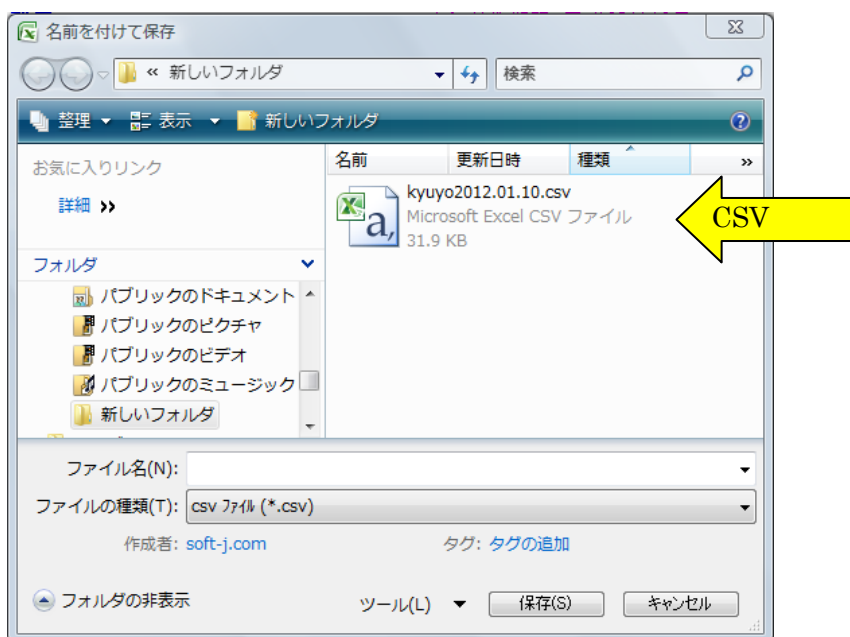 名前を付けて保存
« 新しいフォルダ
検索
整理 表示 新しいフォルダ
お気に入りリンク
詳細 »
フォルダ
パブリックのドキュメント
パブリックのピクチャ
パブリックのビデオ
パブリックのミュージック
新しいフォルダ
名前 更新日時 種類 »
kyuyo2012.01.10.csv
Microsoft Excel CSV ファイル
31.9 KB
CSV
ファイル名(N):
ファイルの種類(T): csv ﾌｧｲﾙ (*.csv)
作成者: soft-j.com タグ: タグの追加
フォルダの非表示 ツール(L) 保存(S) キャンセル